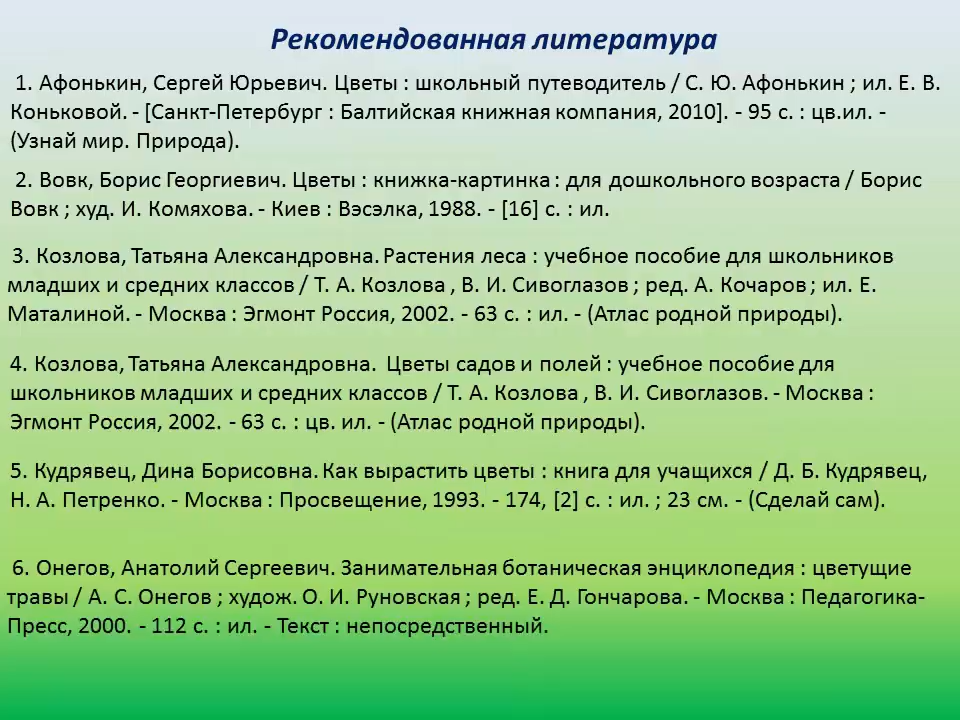 Рекомендованная литература
1. Афонькин, Сергей Юрьевич. Цветы : школьный путеводитель / С. Ю. Афонькин ; ил. Е. В.
Коньковой. - [Санкт-Петербург : Балтийская книжная компания, 2010]. - 95 с. : цв.ил. -
(Узнай мир. Природа).
2. Вовк, Борис Георгиевич. Цветы : книжка-картинка : для дошкольного возраста / Борис
Вовк ; худ. И. Комяхова. - Киев : Вэсэлка, 1988. - [16] с. : ил.
3. Козлова, Татьяна Александровна. Растения леса : учебное пособие для школьников
младших и средних классов / Т. А. Козлова , В. И. Сивоглазов ; ред. А. Кочаров ; ил. Е.
Маталиной. - Москва : Эгмонт Россия, 2002. - 63 с. : ил. - (Атлас родной природы).
4. Козлова, Татьяна Александровна. Цветы садов и полей : учебное пособие для
школьников младших и средних классов / Т. А. Козлова , В. И. Сивоглазов. - Москва :
Эгмонт Россия, 2002. - 63 с. : цв. ил. - (Атлас родной природы).
5. Кудрявец, Дина Борисовна. Как вырастить цветы : книга для учащихся / Д. Б. Кудрявец,
Н. А. Петренко. - Москва : Просвещение, 1993. - 174, [2] с. : ил. ; 23 см. - (Сделай сам).
6. Онегов, Анатолий Сергеевич. Занимательная ботаническая энциклопедия : цветущие
травы / А. С. Онегов ; худож. О. И. Руновская ; ред. Е. Д. Гончарова. - Москва : Педагогика-
Пресс, 2000. - 112 с. : ил. - Текст : непосредственный.